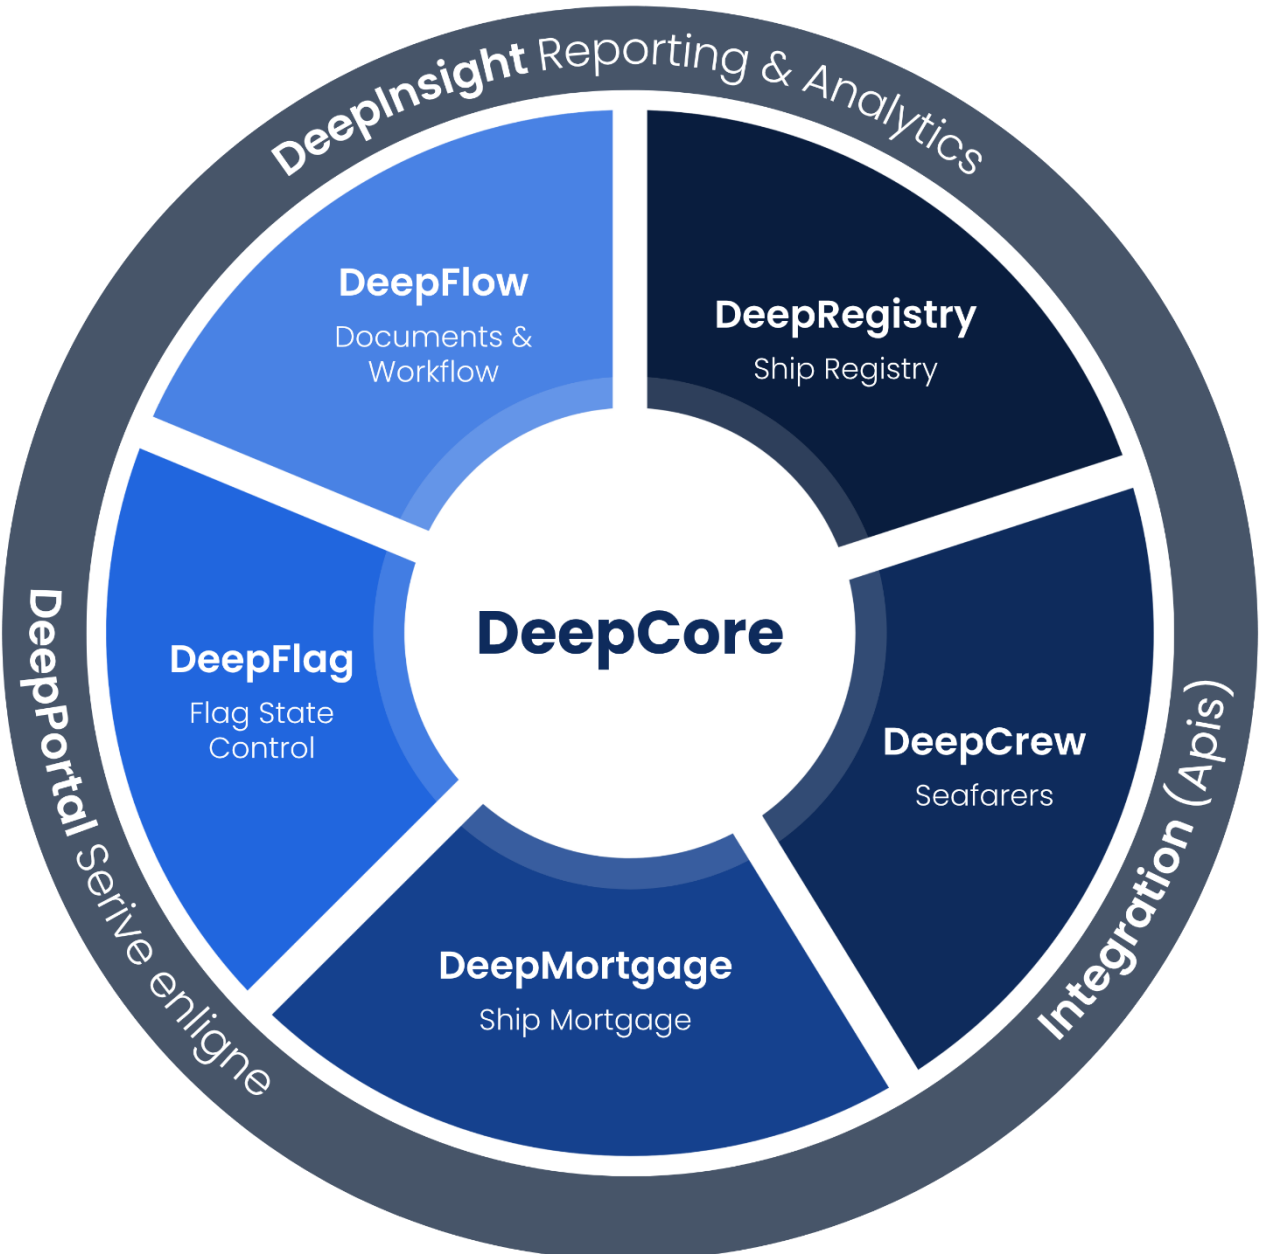 DeepInsight Reporting & Analytics
DeepFlow
Documents &
Workflow
DeepRegistry
Ship Registry
DeepCore
DeepFlag
Flag State
Control
DeepCrew
Seafarers
DeepMortgage
Ship Mortgage
DeepPortal Serive enligne
Integration (Apis)